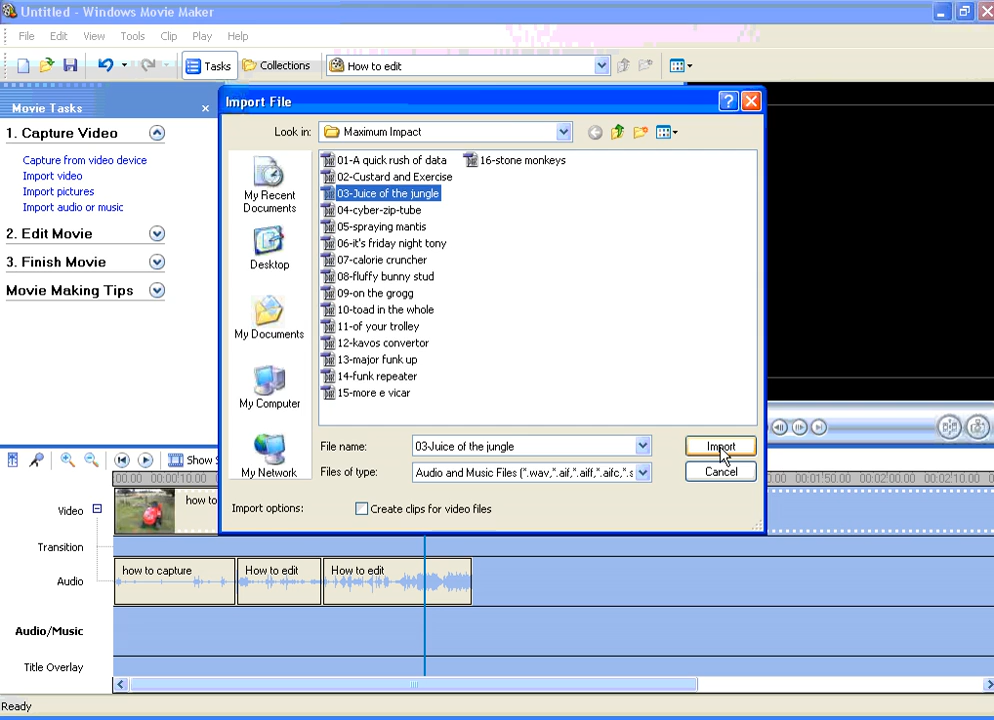 Untitled - Windows Movie Maker
File Edit View Tools Clip Play Help
Tasks Collections How to edit
Movie Tasks
1. Capture Video
Capture from video device
Import video
Import pictures
Import audio or music
2. Edit Movie
3. Finish Movie
Movie Making Tips
Import File
Look in: Maximum Impact
My Recent Documents
Desktop
My Documents
My Computer
My Network
01-A quick rush of data
02-Custard and Exercise
03-Juice of the jungle
04-cyber-zip-tube
05-spraying mantis
06-it's friday night tony
07-calorie cruncher
08-fluffy bunny stud
09-on the grogg
10-toad in the whole
11-of your trolley
12-kavos convertor
13-major funk up
14-funk repeater
15-more e vicar
16-stone monkeys
File name: 03-Juice of the jungle Import
Files of type: Audio and Music Files (*.wav,*.aif,*.aiff,*.aifc,*.s Cancel
Import options: Create clips for video files
Show S
00.00 00:00'10.00 00:01'50.00 00:02'00.00
Video how to
Transition
Audio how to capture How to edit How to edit
Audio/Music
Title Overlay
Ready